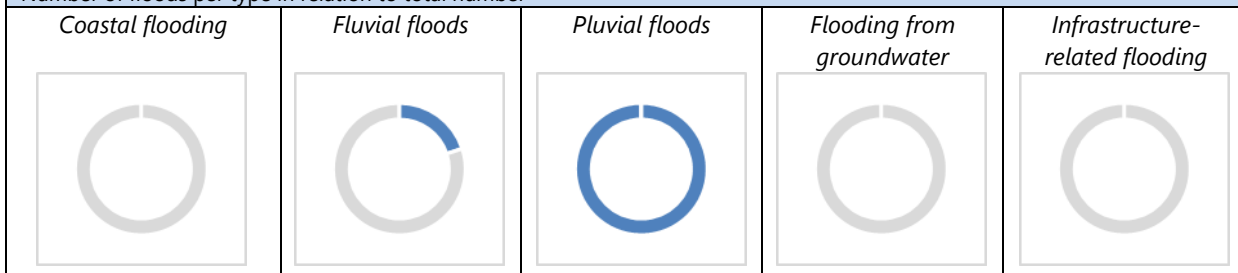 Number of floods per type in relation to total number
Coastal flooding
Fluvial floods
Pluvial floods
Flooding from
groundwater
Infrastructure-
related flooding